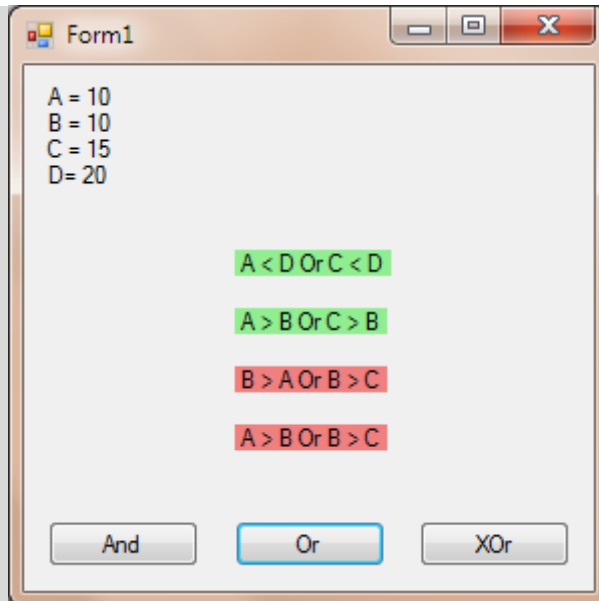 Form1
A = 10
B = 10
C = 15
D= 20
A < D Or C < D
A > B Or C > B
B > A Or B > C
A > B Or B > C
And Or XOr